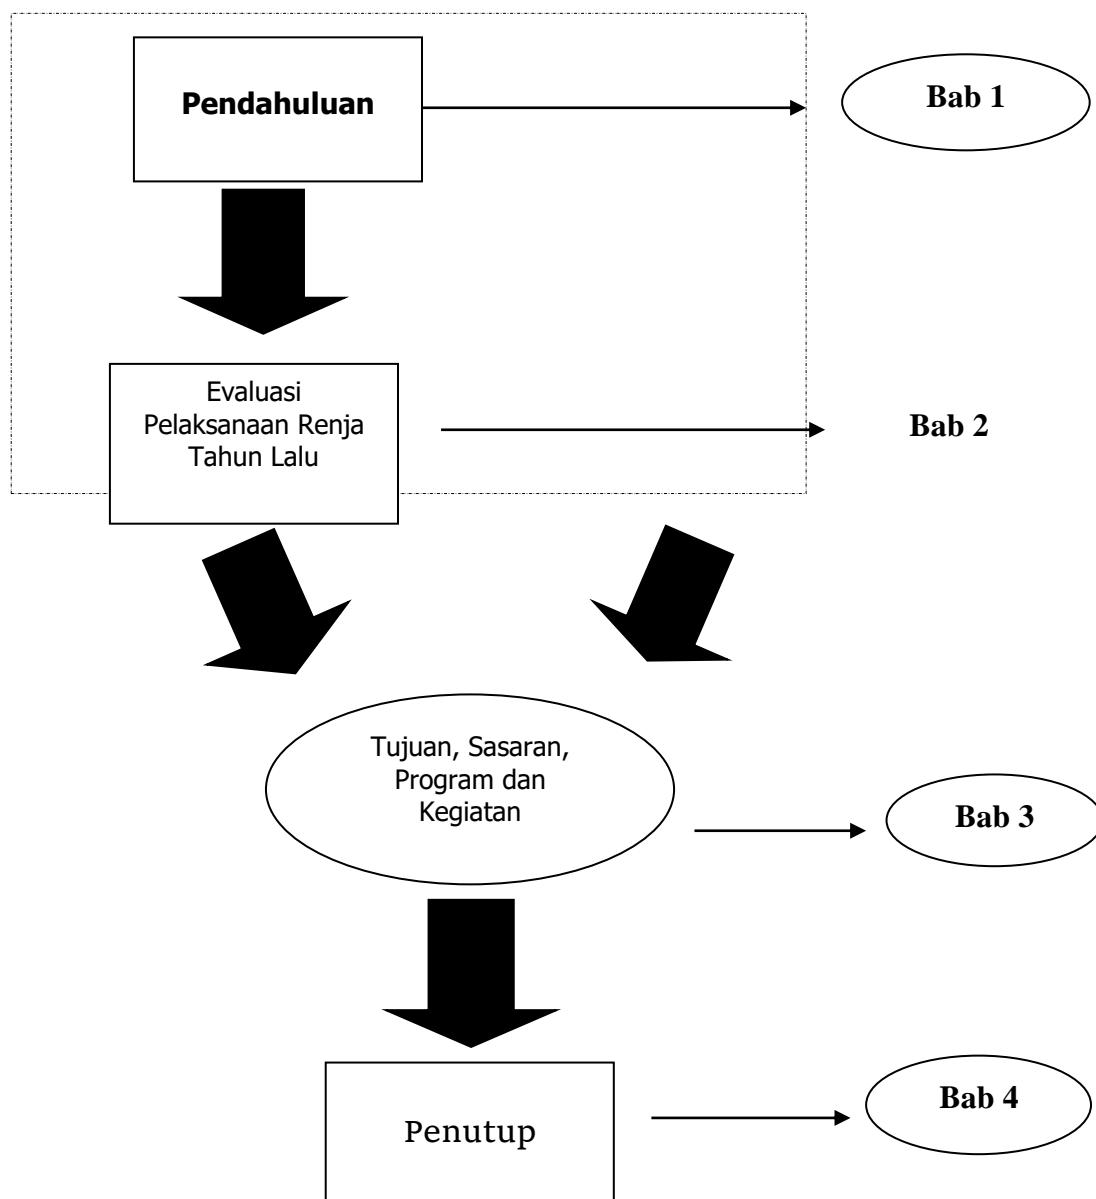 Pendahuluan
Bab 1
Evaluasi
Pelaksanaan Renja
Tahun Lalu
Bab 2
Tujuan, Sasaran,
Program dan
Kegiatan
Bab 3
Penutup
Bab 4